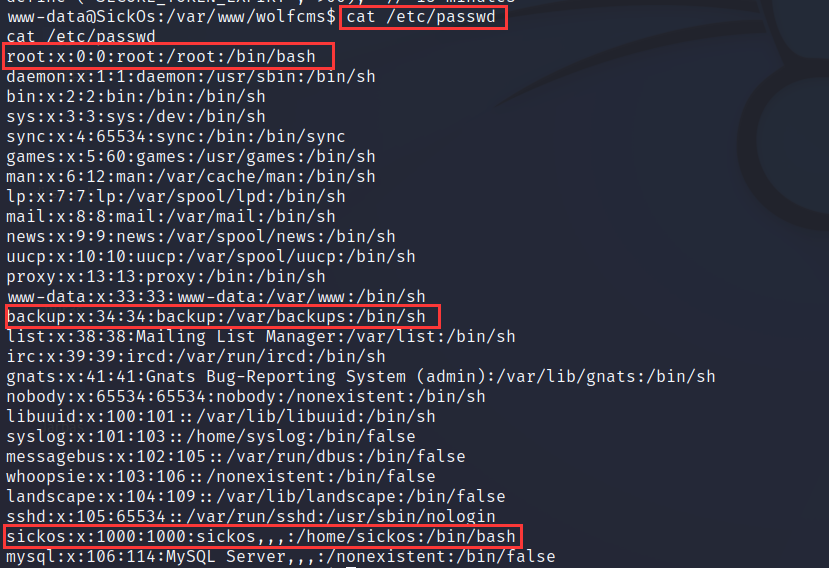 www-data@SickOs:/var/www/wolfcms$ cat /etc/passwd
cat /etc/passwd
root:x:0:0:root:/root:/bin/bash
daemon:x:1:1:daemon:/usr/sbin:/bin/sh
bin:x:2:2:bin:/bin:/bin/sh
sys:x:3:3:sys:/dev:/bin/sh
sync:x:4:65534:sync:/bin:/bin/sync
games:x:5:60:games:/usr/games:/bin/sh
man:x:6:12:man:/var/cache/man:/bin/sh
lp:x:7:7:lp:/var/spool/lpd:/bin/sh
mail:x:8:8:mail:/var/mail:/bin/sh
news:x:9:9:news:/var/spool/news:/bin/sh
uucp:x:10:10:uucp:/var/spool/uucp:/bin/sh
proxy:x:13:13:proxy:/bin:/bin/sh
www-data:x:33:33:www-data:/var/www:/bin/sh
backup:x:34:34:backup:/var/backups:/bin/sh
list:x:38:38:Mailing List Manager:/var/list:/bin/sh
irc:x:39:39:ircd:/var/run/ircd:/bin/sh
gnats:x:41:41:Gnats Bug-Reporting System (admin):/var/lib/gnats:/bin/sh
nobody:x:65534:65534:nobody:/nonexistent:/bin/sh
libuuid:x:100:101::/var/lib/libuuid:/bin/sh
syslog:x:101:103::/home/syslog:/bin/false
messagebus:x:102:105::/var/run/dbus:/bin/false
whoopsie:x:103:106::/nonexistent:/bin/false
landscape:x:104:109::/var/lib/landscape:/bin/false
sshd:x:105:65534::/var/run/sshd:/usr/sbin/nologin
sickos:x:1000:1000:sickos,,,:/home/sickos:/bin/bash
mysql:x:106:114:MySQL Server,,,:/nonexistent:/bin/false